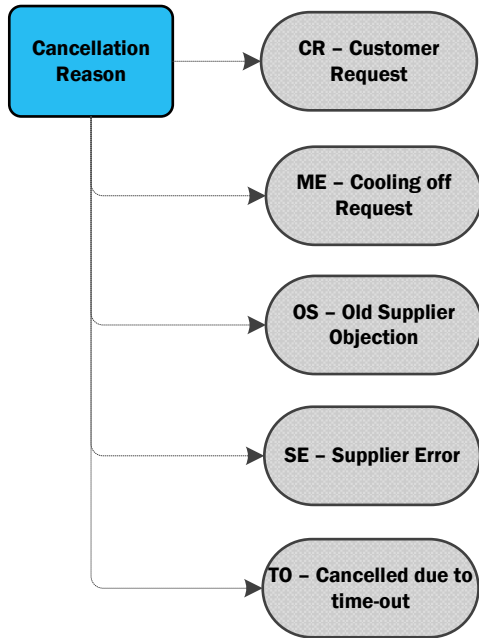 Cancellation
Reason
CR – Customer
Request
ME – Cooling off
Request
OS – Old Supplier
Objection
SE – Supplier Error
TO – Cancelled due to
time-out